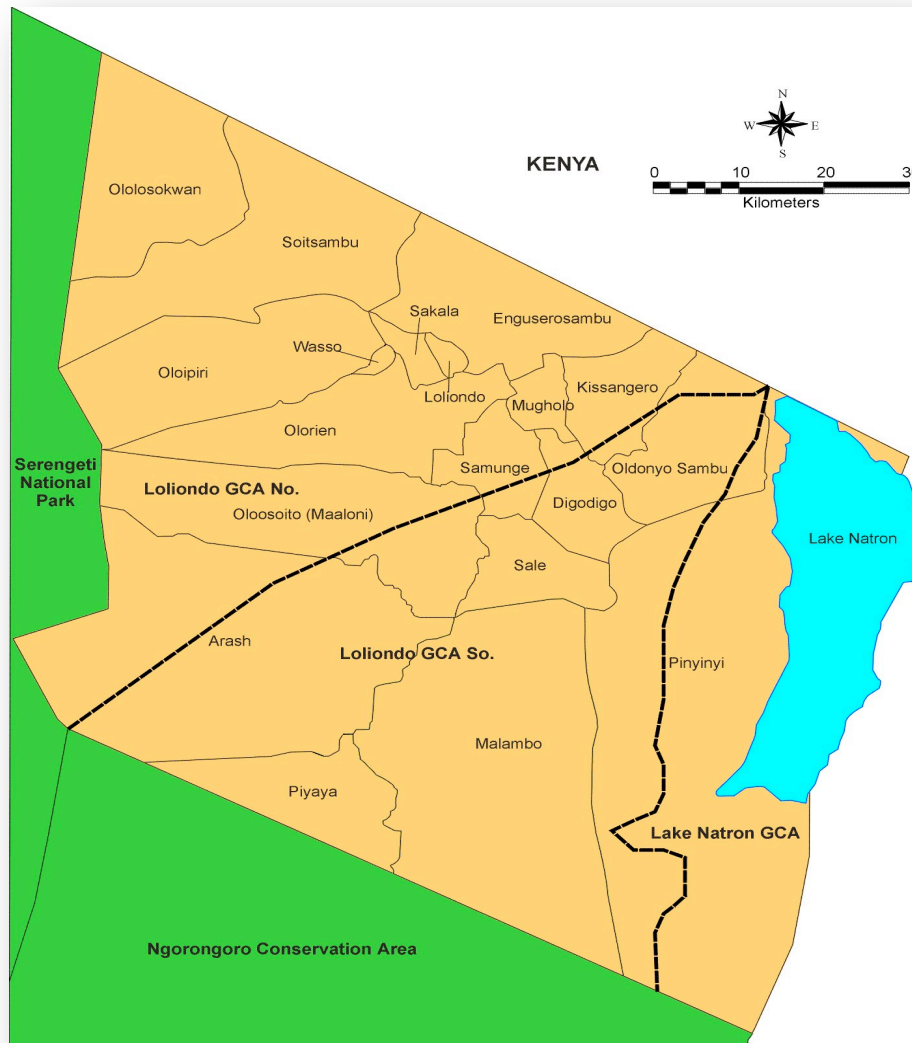 N
W E
S
KENYA
0 10 20 3
Kilometers
Ololosokwan
Soitsambu
Sakala
Enguserosambu
Wasso
Oloipiri
Kissangero
Loliondo
Mugholo
Olorien
Serengeti
National
Park
Samunge
Oldonyo Sambu
Loliondo GCA No.
Digodigo
Oloosoito (Maaloni)
Lake Natron
Sale
Arash
Loliondo GCA So.
Pinyinyi
Malambo
Piyaya
Lake Natron GCA
Ngorongoro Conservation Area